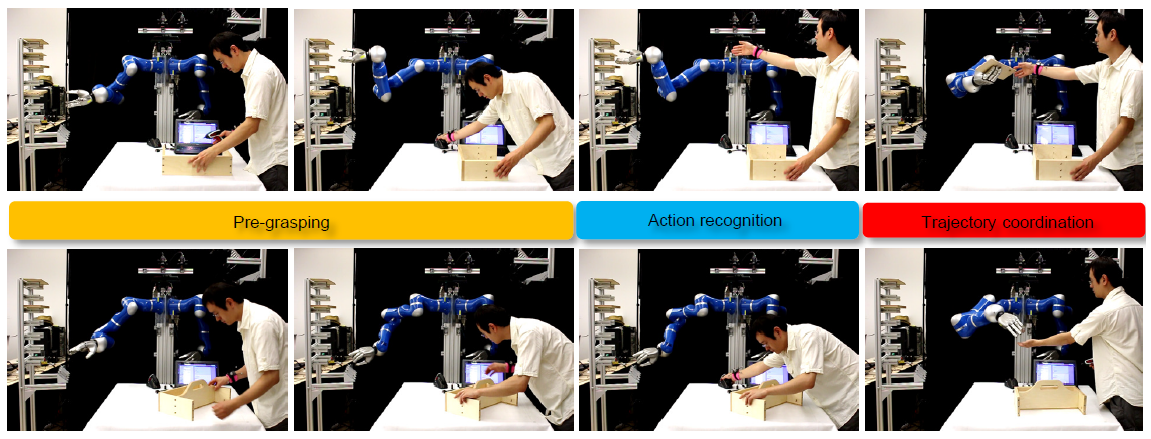 Pre-grasping
Action recognition
Trajectory coordination